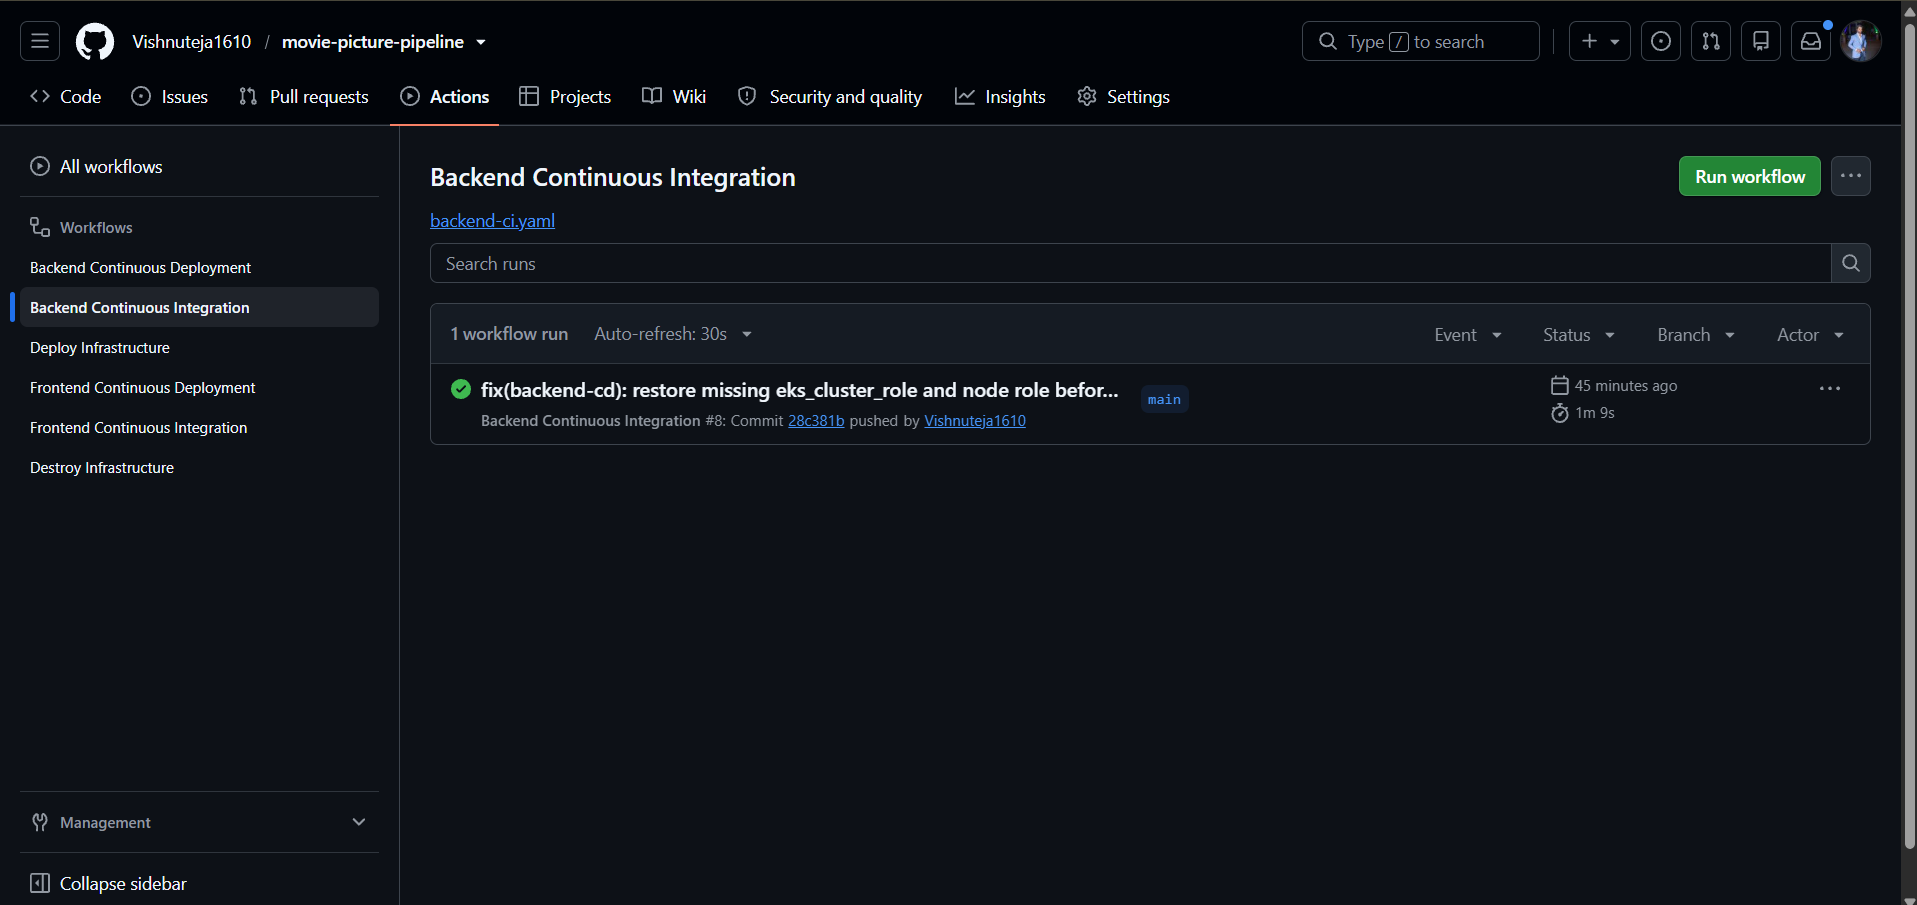 Vishnuteja1610 / movie-picture-pipeline
Type / to search
Code
Issues
Pull requests
Actions
Projects
Wiki
Security and quality
Insights
Settings
All workflows
Workflows
Backend Continuous Deployment
Backend Continuous Integration
Deploy Infrastructure
Frontend Continuous Deployment
Frontend Continuous Integration
Destroy Infrastructure
Management
Collapse sidebar
Backend Continuous Integration
Run workflow
backend-ci.yaml
Search runs
1 workflow run
Auto-refresh: 30s
Event
Status
Branch
Actor
fix(backend-cd): restore missing eks_cluster_role and node role befor...
main
Backend Continuous Integration #8: Commit 28c381b pushed by Vishnuteja1610
45 minutes ago
1m 9s